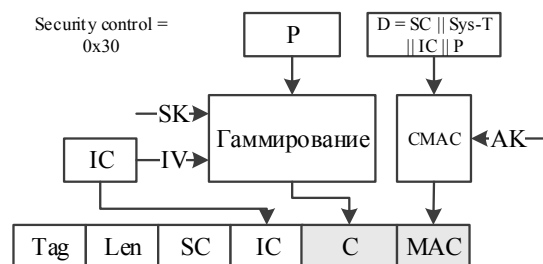 Security control =
0x30
P
D = SC || Sys-T
|| IC || P
SK
Гаммирование
CMAC
AK
IC
IV
Tag Len SC IC C MAC